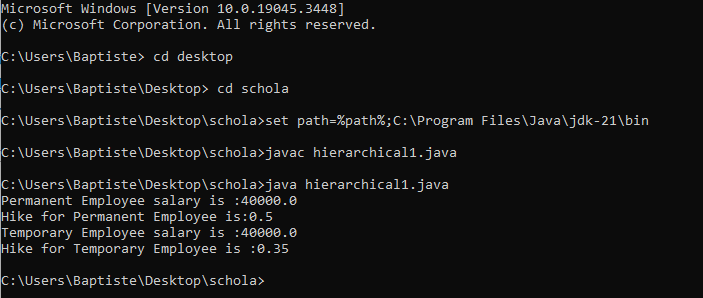 Microsoft Windows [Version 10.0.19045.3448]
(c) Microsoft Corporation. All rights reserved.
C:\Users\Baptiste> cd desktop
C:\Users\Baptiste\Desktop> cd schola
C:\Users\Baptiste\Desktop\schola>set path=%path%;C:\Program Files\Java\jdk-21\bin
C:\Users\Baptiste\Desktop\schola>javac hierarchical1.java
C:\Users\Baptiste\Desktop\schola>java hierarchical1.java
Permanent Employee salary is :40000.0
Hike for Permanent Employee is:0.5
Temporary Employee salary is :40000.0
Hike for Temporary Employee is :0.35
C:\Users\Baptiste\Desktop\schola>